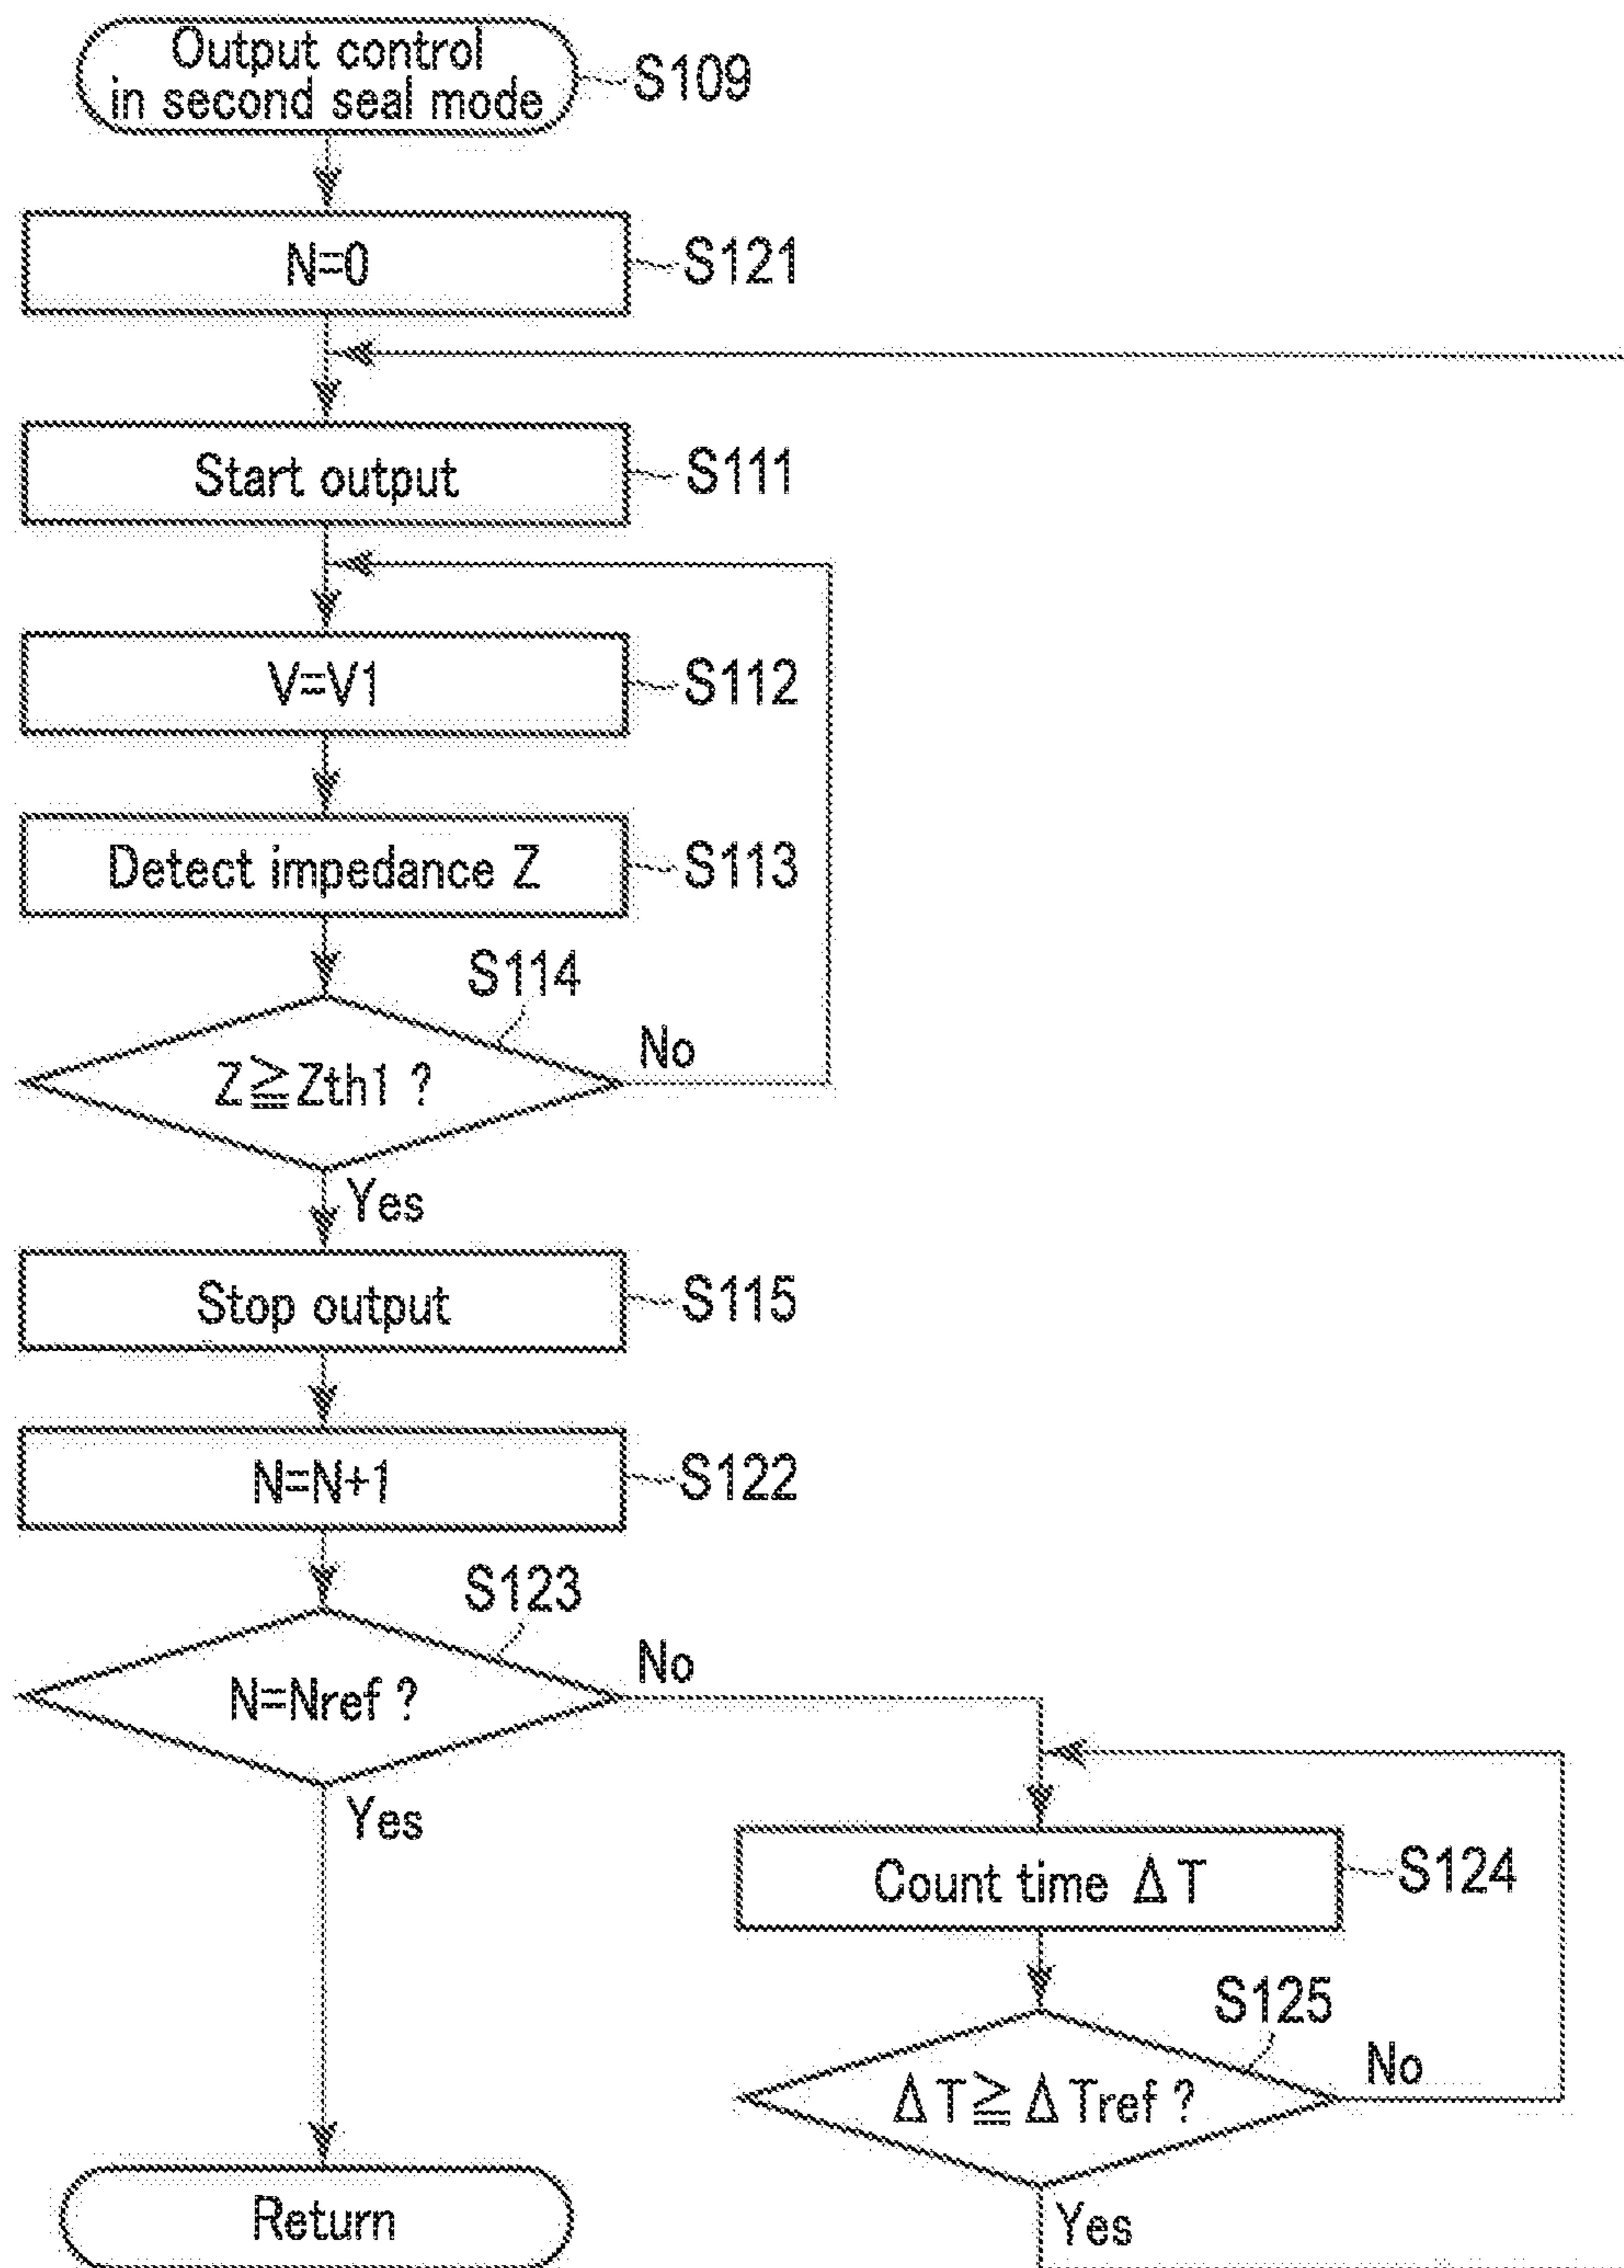 Output control
in second seal mode
S109
N=0
S121
Start output
S111
V=V1
S112
Detect impedance Z
S113
S114
Z≧Zth1 ?
No
Yes
Stop output
S115
N=N+1
S122
S123
N=Nref ?
No
Yes
Count time ΔT
S124
S125
ΔT≧ΔTref ?
No
Yes
Return